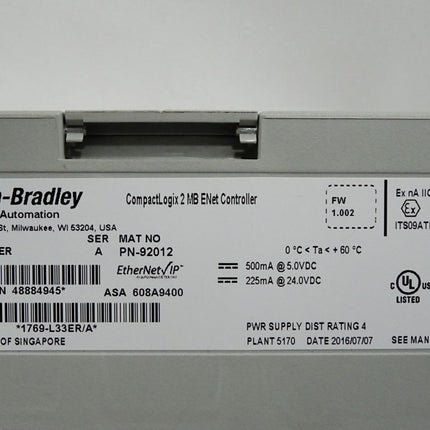 -Bradley
Automation
St, Milwaukee, WI 53204, USA
CompactLogix 2 MB ENet Controller
FW
1.002
Ex nA IIC
Ex
ITS09ATE
SER MAT NO
ER A PN-92012
EtherNet/IP
0 °C < Ta < + 60 °C
500mA @ 5.0VDC
225mA @ 24.0VDC
C UL US
LISTED
N 48884945* ASA 608A9400
*1769-L33ER/A*
OF SINGAPORE
PWR SUPPLY DIST RATING 4
PLANT 5170 DATE 2016/07/07
SEE MAN